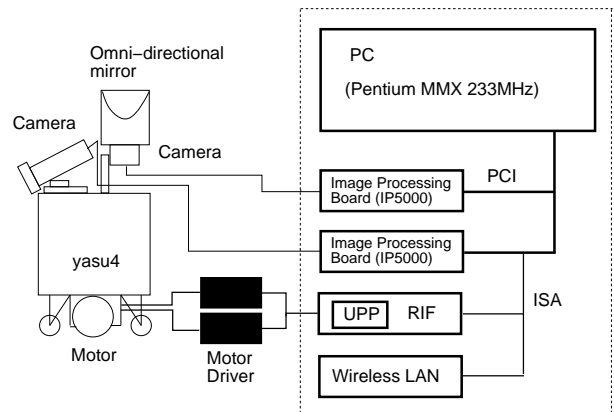 Omni−directional
mirror
Camera
Camera
yasu4
Motor
Motor
Driver
PC
(Pentium MMX 233MHz)
Image Processing
Board (IP5000)
PCI
Image Processing
Board (IP5000)
UPP
RIF
ISA
Wireless LAN